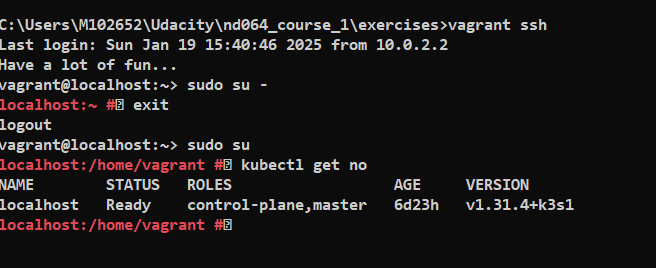 C:\Users\M102652\Udacity\nd064_course_1\exercises>vagrant ssh
Last login: Sun Jan 19 15:40:46 2025 from 10.0.2.2
Have a lot of fun...
vagrant@localhost:~> sudo su -
localhost:~ # exit
logout
vagrant@localhost:~> sudo su
localhost:/home/vagrant # kubectl get no
NAME        STATUS   ROLES                  AGE     VERSION
localhost   Ready    control-plane,master   6d23h   v1.31.4+k3s1
localhost:/home/vagrant #